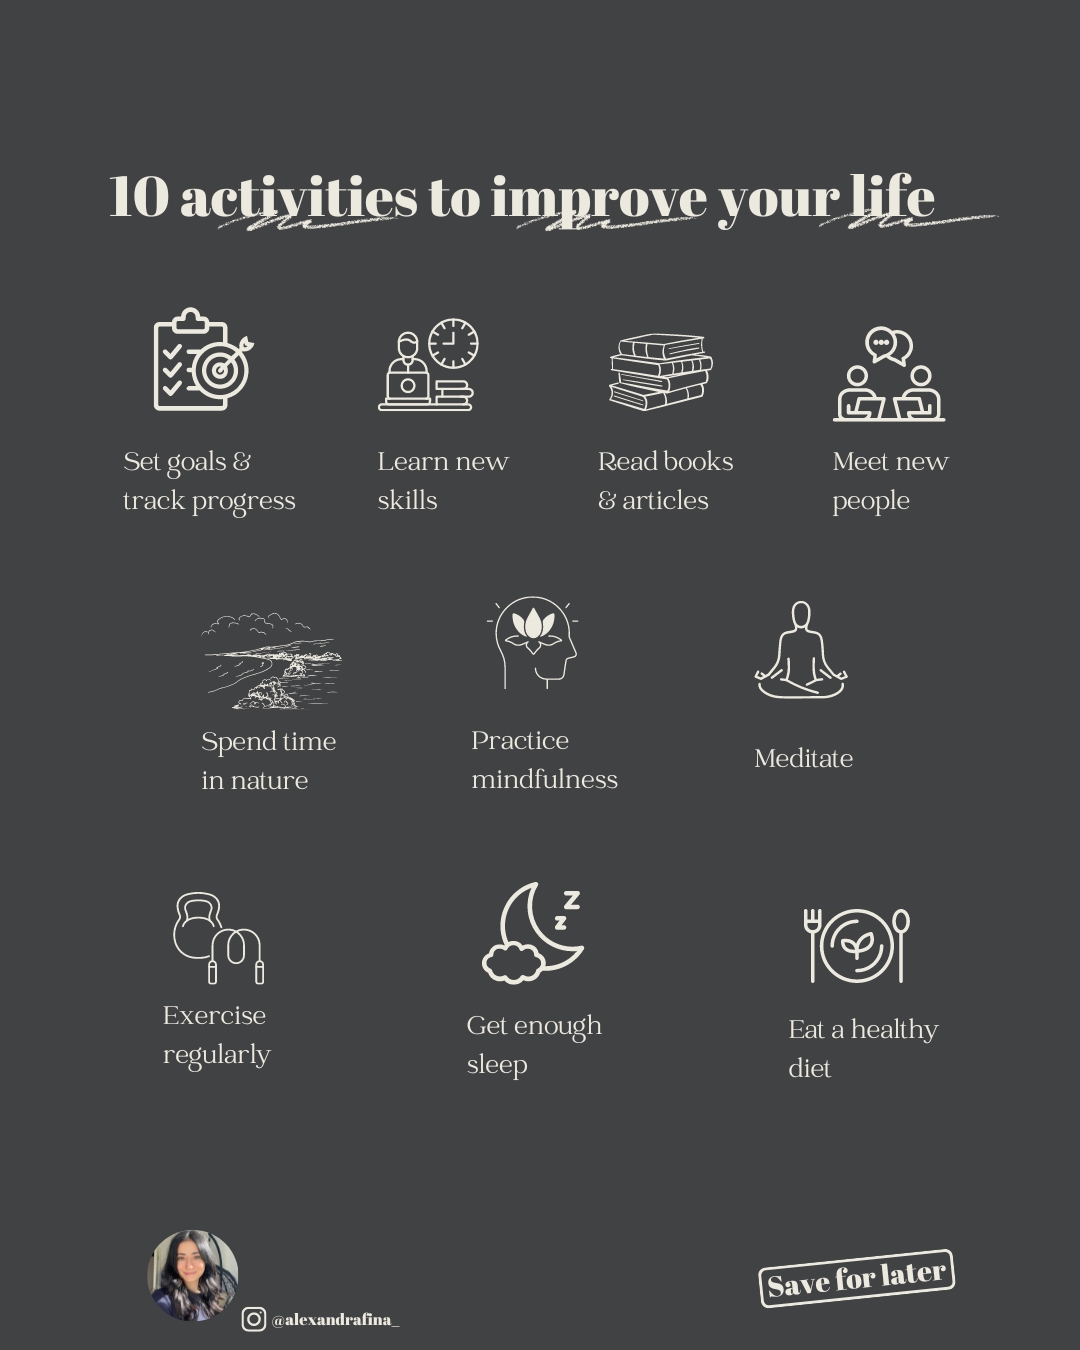 10 activities to improve your life
Set goals &
track progress
Learn new
skills
Read books
& articles
Meet new
people
Spend time
in nature
Practice
mindfulness
Meditate
Exercise
regularly
z
z
Get enough
sleep
Eat a healthy
diet
@alexandrafina_
Save for later